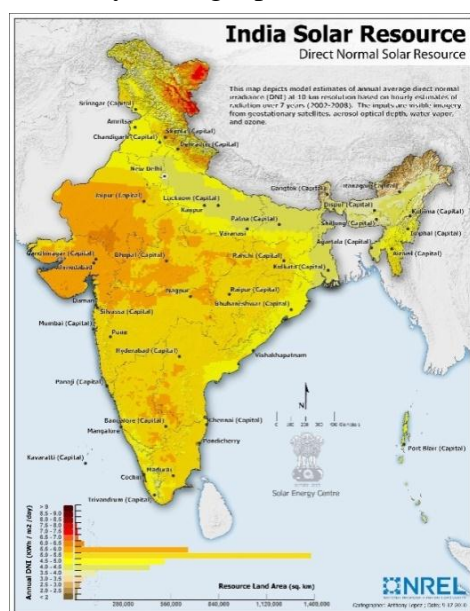 India Solar Resource
Direct Normal Solar Resource
This map depicts model estimates of annual average direct normal
irradiance (DNI) at 10 km resolution based on hourly estimates of
radiation over 7 years (2002-2008). The inputs are visible imagery
from geostationary satellites, aerosol optical depth, water vapor,
and ozone.
Srinagar (Capital)
Amritsar
Shimla (Capital)
Chandigarh (Capital)
Dehradun (Capital)
New Delhi
Jaipur (Capital)
Lucknow (Capital)
Kanpur
Gangtok (Capital)
Itanagar (Capital)
Dispur (Capital)
Kohima (Capital)
Patna (Capital)
Shillong (Capital)
Varanasi
Imphal (Capital)
Agartala (Capital)
Aizawl (Capital)
Gandhinagar (Capital)
Bhopal (Capital)
Ranchi (Capital)
Kolkata (Capital)
Ahmedabad
Nagpur
Raipur (Capital)
Bhubaneshwar (Capital)
Daman
Silvassa (Capital)
Mumbai (Capital)
Pune
Hyderabad (Capital)
Vishakhapatnam
Panaji (Capital)
N
Bangalore (Capital)
Chennai (Capital)
Mangalore
Pondicherry
Port Blair (Capital)
Kavaratti (Capital)
Cochin
Madurai
Solar Energy Centre
Trivandrum (Capital)
Annual DNI (kWh / m2 /day)
Resource Land Area (sq. km)
280,000
560,000
840,000
1,120,000
1,400,000
NREL